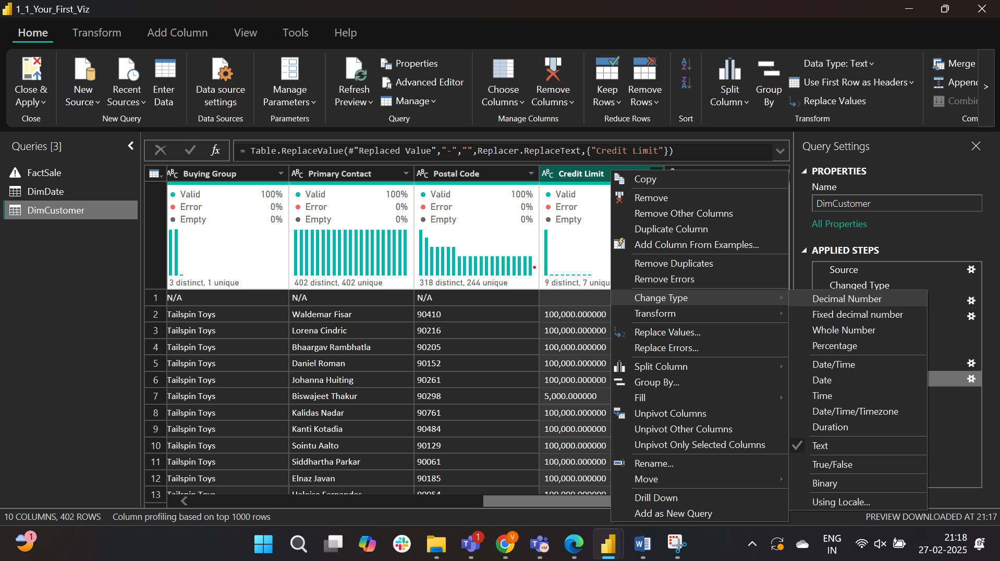 1_1_Your_First_Viz
Home Transform Add Column View Tools Help
Close & Apply
Close
New Source
Recent Sources
Enter Data
New Query
Data source settings
Data Sources
Manage Parameters
Parameters
Refresh Preview
Properties
Advanced Editor
Manage
Query
Choose Columns
Remove Columns
Manage Columns
Keep Rows
Remove Rows
Reduce Rows
Sort
Split Column
Group By
Data Type: Text
Use First Row as Headers
Replace Values
Transform
Merge
Appen
Combi
Com
Queries [3]
FactSale
DimDate
DimCustomer
fx
= Table.ReplaceValue(#"Replaced Value","-","",Replacer.ReplaceText,{"Credit Limit"})
ABC Buying Group ABC Primary Contact ABC Postal Code ABC Credit Limit
Valid 100% Valid 100% Valid 100% Valid
Error 0% Error 0% Error 0% Error
Empty 0% Empty 0% Empty 0% Empty
3 distinct, 1 unique 402 distinct, 402 unique 318 distinct, 244 unique 9 distinct, 7 uniqu
1 N/A N/A N/A
2 Tailspin Toys Waldemar Fisar 90410 100,000.000000
3 Tailspin Toys Lorena Cindric 90216 100,000.000000
4 Tailspin Toys Bhaargav Rambhatla 90205 100,000.000000
5 Tailspin Toys Daniel Roman 90152 100,000.000000
6 Tailspin Toys Johanna Huiting 90261 100,000.000000
7 Tailspin Toys Biswajeet Thakur 90298 5,000.000000
8 Tailspin Toys Kalidas Nadar 90761 100,000.000000
9 Tailspin Toys Kanti Kotadia 90484 100,000.000000
10 Tailspin Toys Sointu Aalto 90129 100,000.000000
11 Tailspin Toys Siddhartha Parkar 90061 100,000.000000
12 Tailspin Toys Elnaz Javan 90185 100,000.000000
13 Tailspin Toys
Copy
Remove
Remove Other Columns
Duplicate Column
Add Column From Examples...
Remove Duplicates
Remove Errors
Change Type
Transform
Replace Values...
Replace Errors...
Split Column
Group By...
Fill
Unpivot Columns
Unpivot Other Columns
Unpivot Only Selected Columns
Rename...
Move
Drill Down
Add as New Query
Decimal Number
Fixed decimal number
Whole Number
Percentage
Date/Time
Date
Time
Date/Time/Timezone
Duration
Text
True/False
Binary
Using Locale...
Query Settings
PROPERTIES
Name
DimCustomer
All Properties
APPLIED STEPS
Source
Changed Type
10 COLUMNS, 402 ROWS Column profiling based on top 1000 rows
PREVIEW DOWNLOADED AT 21:17
1
1
V
VM
ENG
IN
21:18
27-02-2025